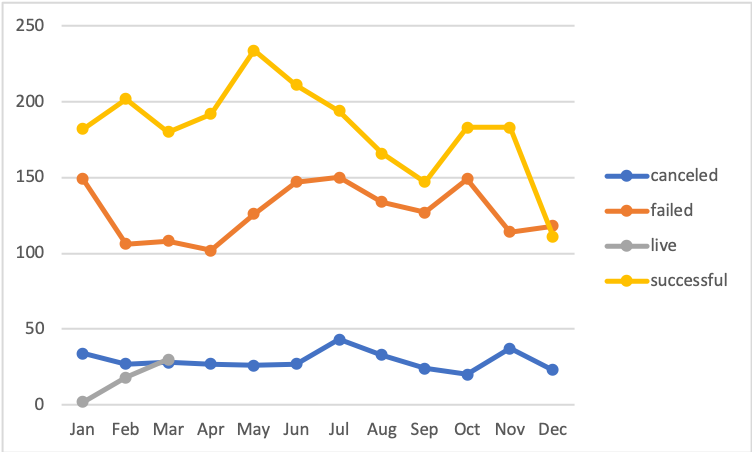 250
200
150
100
50
0
Jan Feb Mar Apr May Jun Jul Aug Sep Oct Nov Dec
canceled
failed
live
successful